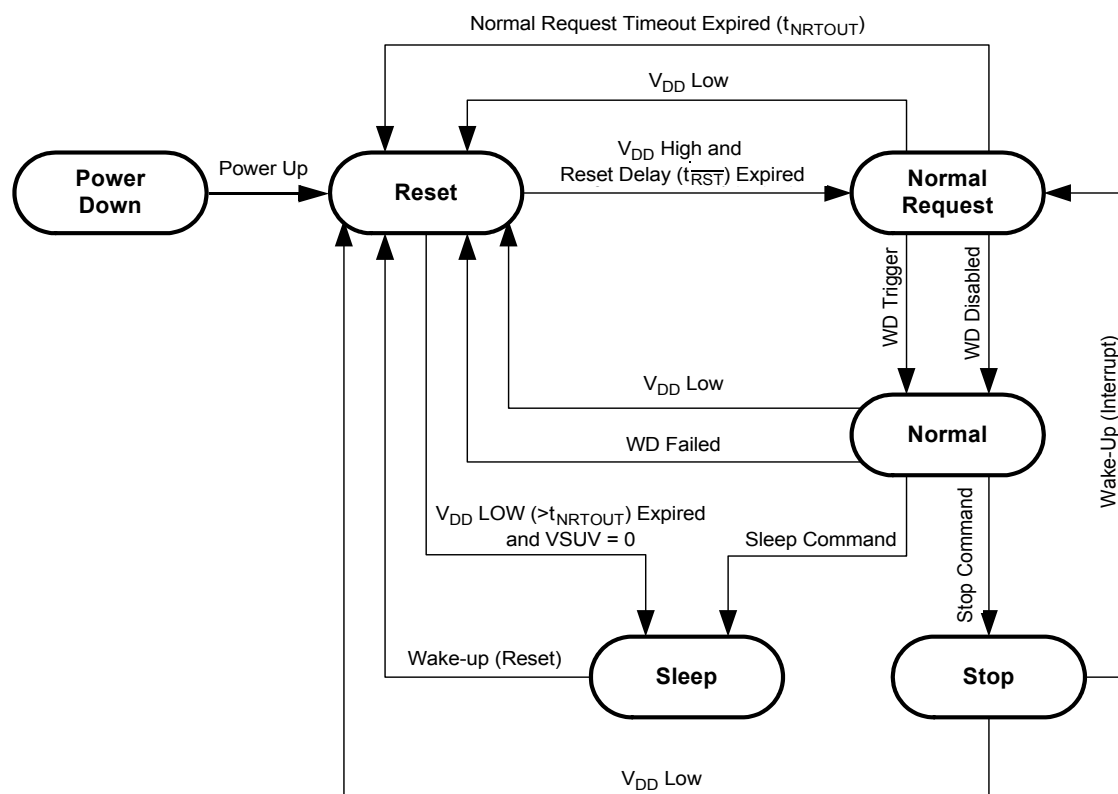 Normal Request Timeout Expired (tNRTOUT)
VDD Low
Power Down
Power Up
Reset
VDD High and
Reset Delay (tRST) Expired
Normal
Request
WD Trigger
WD Disabled
Wake-Up (Interrupt)
VDD Low
Normal
WD Failed
VDD LOW (>tNRTOUT) Expired
and VSUV = 0
Sleep Command
Stop Command
Wake-up (Reset)
Sleep
Stop
VDD Low